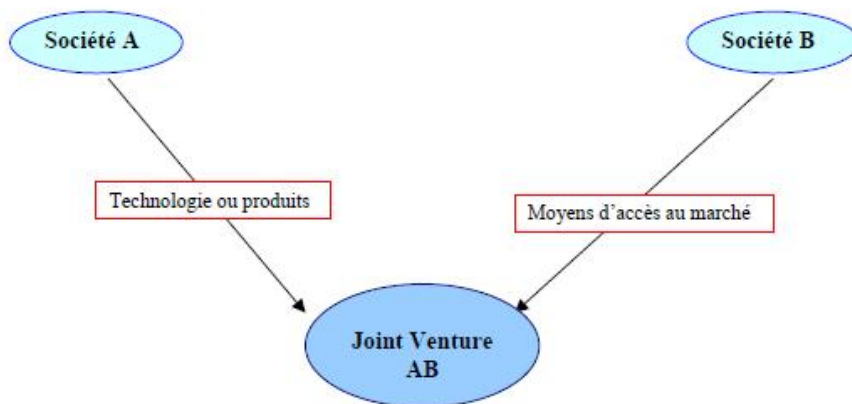 Société A
Société B
Technologie ou produits
Moyens d’accès au marché
Joint Venture
AB